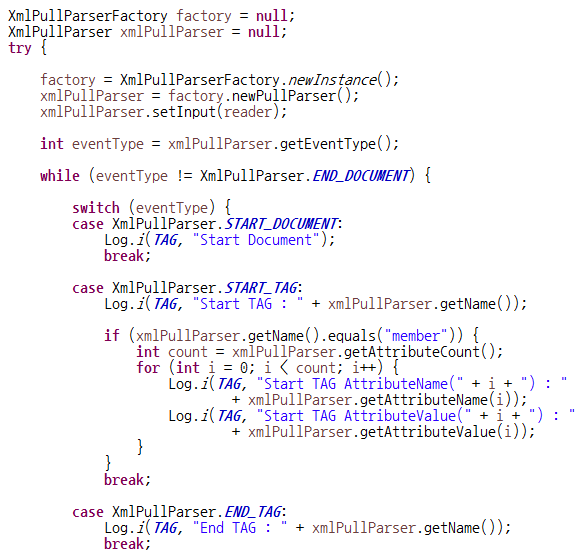 XmlPullParserFactory factory = null;
XmlPullParser xmlPullParser = null;
try {
factory = XmlPullParserFactory.newInstance();
xmlPullParser = factory.newPullParser();
xmlPullParser.setInput(reader);
int eventType = xmlPullParser.getEventType();
while (eventType != XmlPullParser.END_DOCUMENT) {
switch (eventType) {
case XmlPullParser.START_DOCUMENT:
Log.i(TAG, "Start Document");
break;
case XmlPullParser.START_TAG:
Log.i(TAG, "Start TAG : " + xmlPullParser.getName());
if (xmlPullParser.getName().equals("member")) {
int count = xmlPullParser.getAttributeCount();
for (int i = 0; i < count; i++) {
Log.i(TAG, "Start TAG AttributeName(" + i + ") : "
+ xmlPullParser.getAttributeName(i));
Log.i(TAG, "Start TAG AttributeValue(" + i + ") : "
+ xmlPullParser.getAttributeValue(i));
}
}
break;
case XmlPullParser.END_TAG:
Log.i(TAG, "End TAG : " + xmlPullParser.getName());
break;